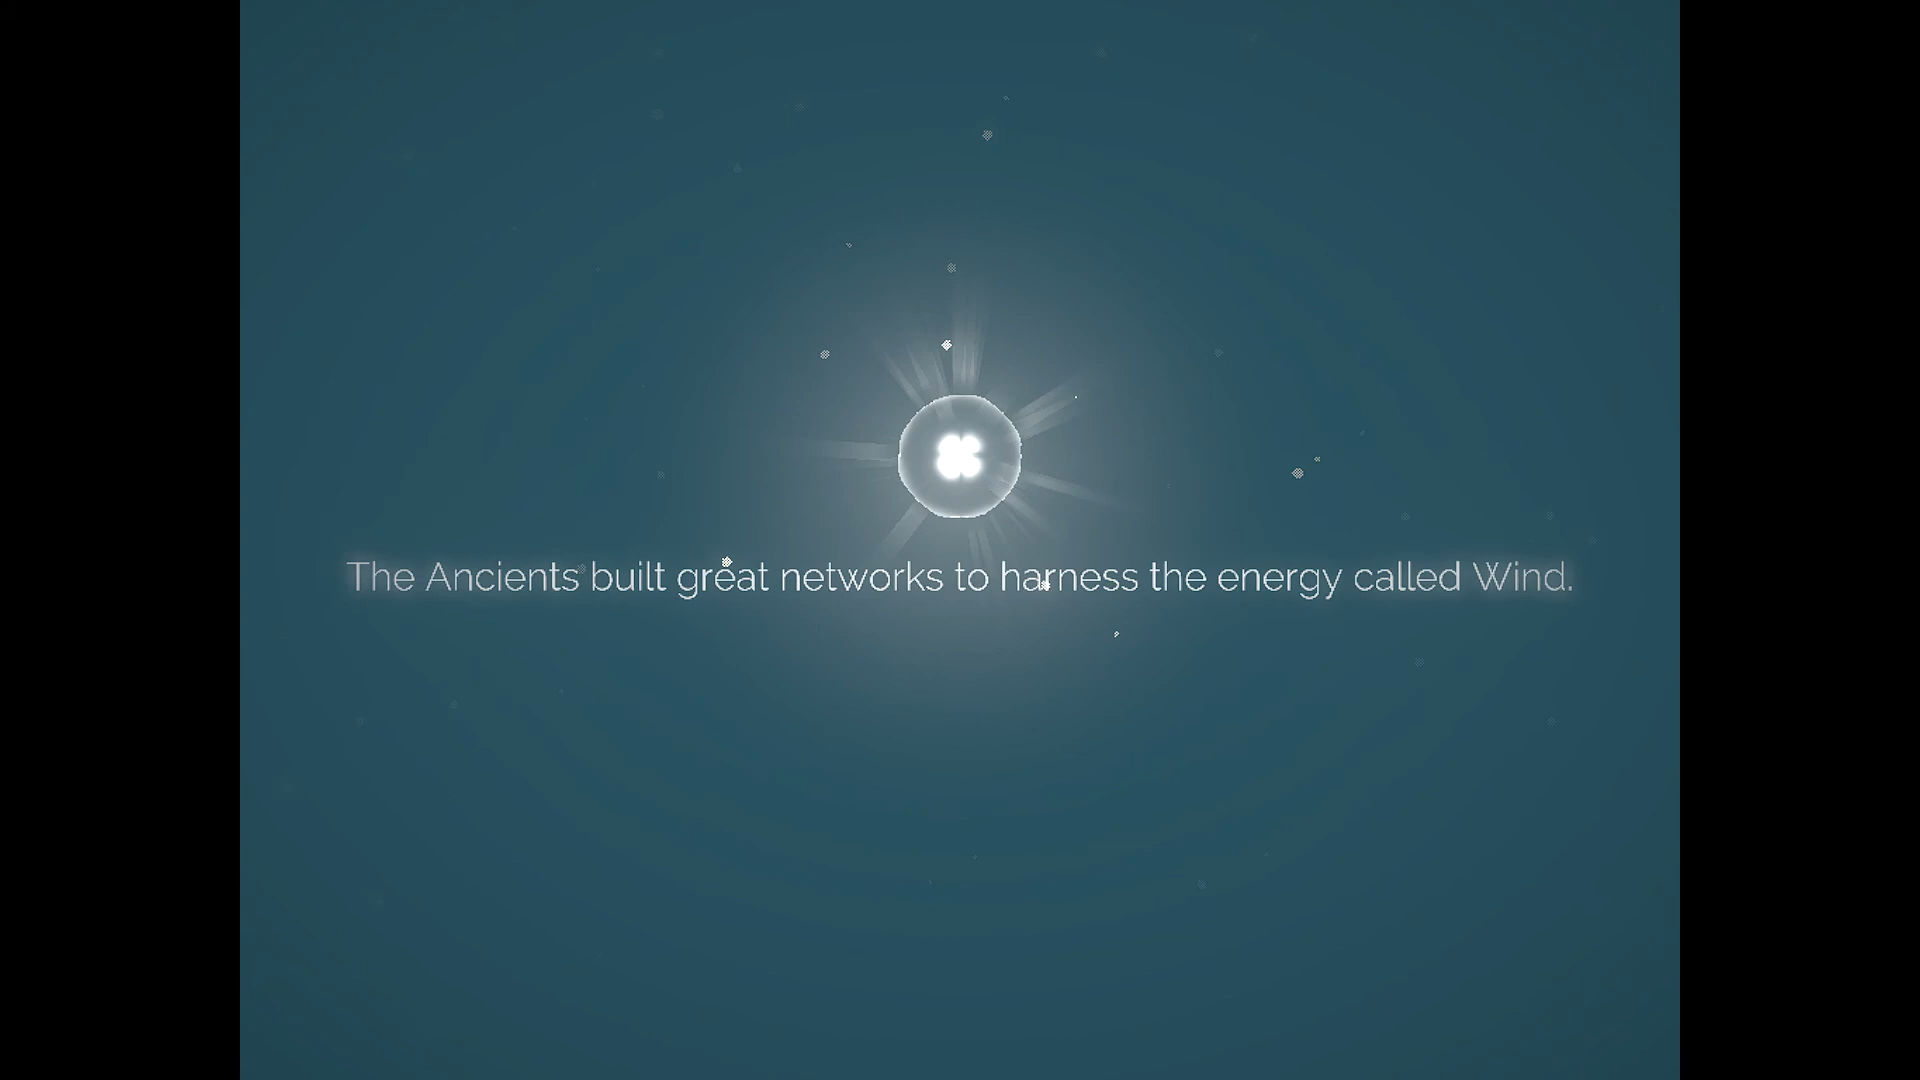 The Ancients built great networks to harness the energy called Wind.